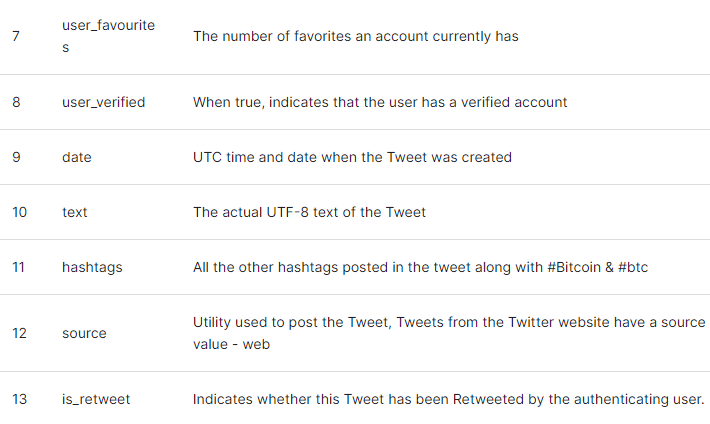 7 user_favourite
s The number of favorites an account currently has
8 user_verified When true, indicates that the user has a verified account
9 date UTC time and date when the Tweet was created
10 text The actual UTF-8 text of the Tweet
11 hashtags All the other hashtags posted in the tweet along with #Bitcoin & #btc
12 source Utility used to post the Tweet, Tweets from the Twitter website have a source
value - web
13 is_retweet Indicates whether this Tweet has been Retweeted by the authenticating user.